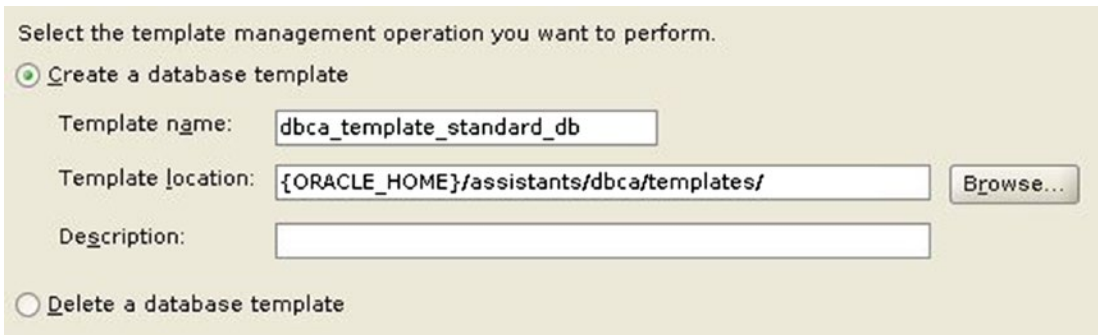 Select the template management operation you want to perform.
Create a database template
Template name: dbca_template_standard_db
Template location: {ORACLE_HOME}/assistants/dbca/templates/ Browse...
Description:
Delete a database template